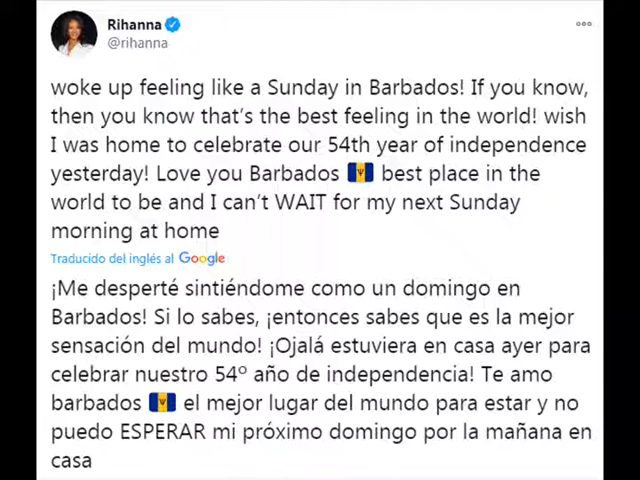 Rihanna
@rihanna
woke up feeling like a Sunday in Barbados! If you know,
then you know that's the best feeling in the world! wish
I was home to celebrate our 54th year of independence
yesterday! Love you Barbados 🇧🇧 best place in the
world to be and I can't WAIT for my next Sunday
morning at home
Traducido del inglés al Google
¡Me desperté sintiéndome como un domingo en
Barbados! Si lo sabes, ¡entonces sabes que es la mejor
sensación del mundo! ¡Ojalá estuviera en casa ayer para
celebrar nuestro 54º año de independencia! Te amo
barbados 🇧🇧 el mejor lugar del mundo para estar y no
puedo ESPERAR mi próximo domingo por la mañana en
casa